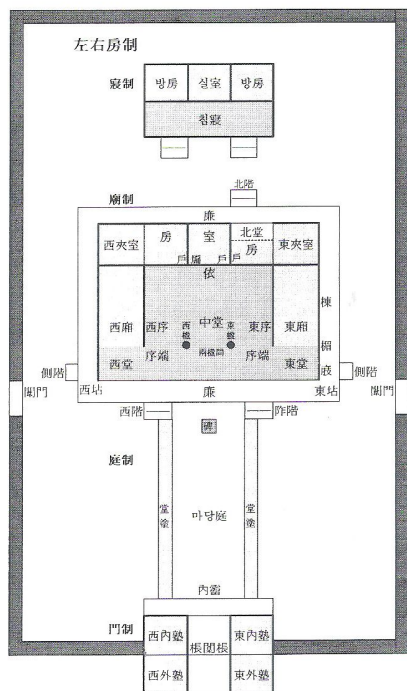 左右房制
寢制
방房 실室 방房
침寢
北階
廟制
廉
西夾室 房 室 北堂 房 東夾室
戶 牖 戶 戶
依
棟
西廂 西序 西楹 中堂 東楹 東序 東廂
楣
序端 兩楹間 序端
西堂 東堂
側階 側階
闈門 西坫 廉 東坫 闈門
西階 阼階
碑
庭制
堂塗 마당庭 堂塗
內霤
門制
西內塾 東內塾
棖闑棖
西外塾 東外塾